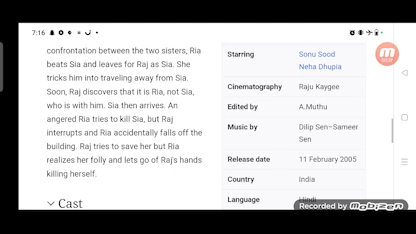 7:16
confrontation between the two sisters, Ria
beats Sia and leaves for Raj as Sia. She
tricks him into traveling away from Sia.
Soon, Raj discovers that it is Ria, not Sia,
who is with him. Sia then arrives. An
angered Ria tries to kill Sia, but Raj
interrupts and Ria accidentally falls off the
building. Raj tries to save her but Ria
realizes her folly and lets go of Raj's hands
killing herself.
Cast
Starring Sonu Sood
Neha Dhupia
Cinematography Raju Kaygee
Edited by A.Muthu
Music by Dilip Sen–Sameer
Sen
Release date 11 February 2005
Country India
Language Hindi
Recorded by Mobizen